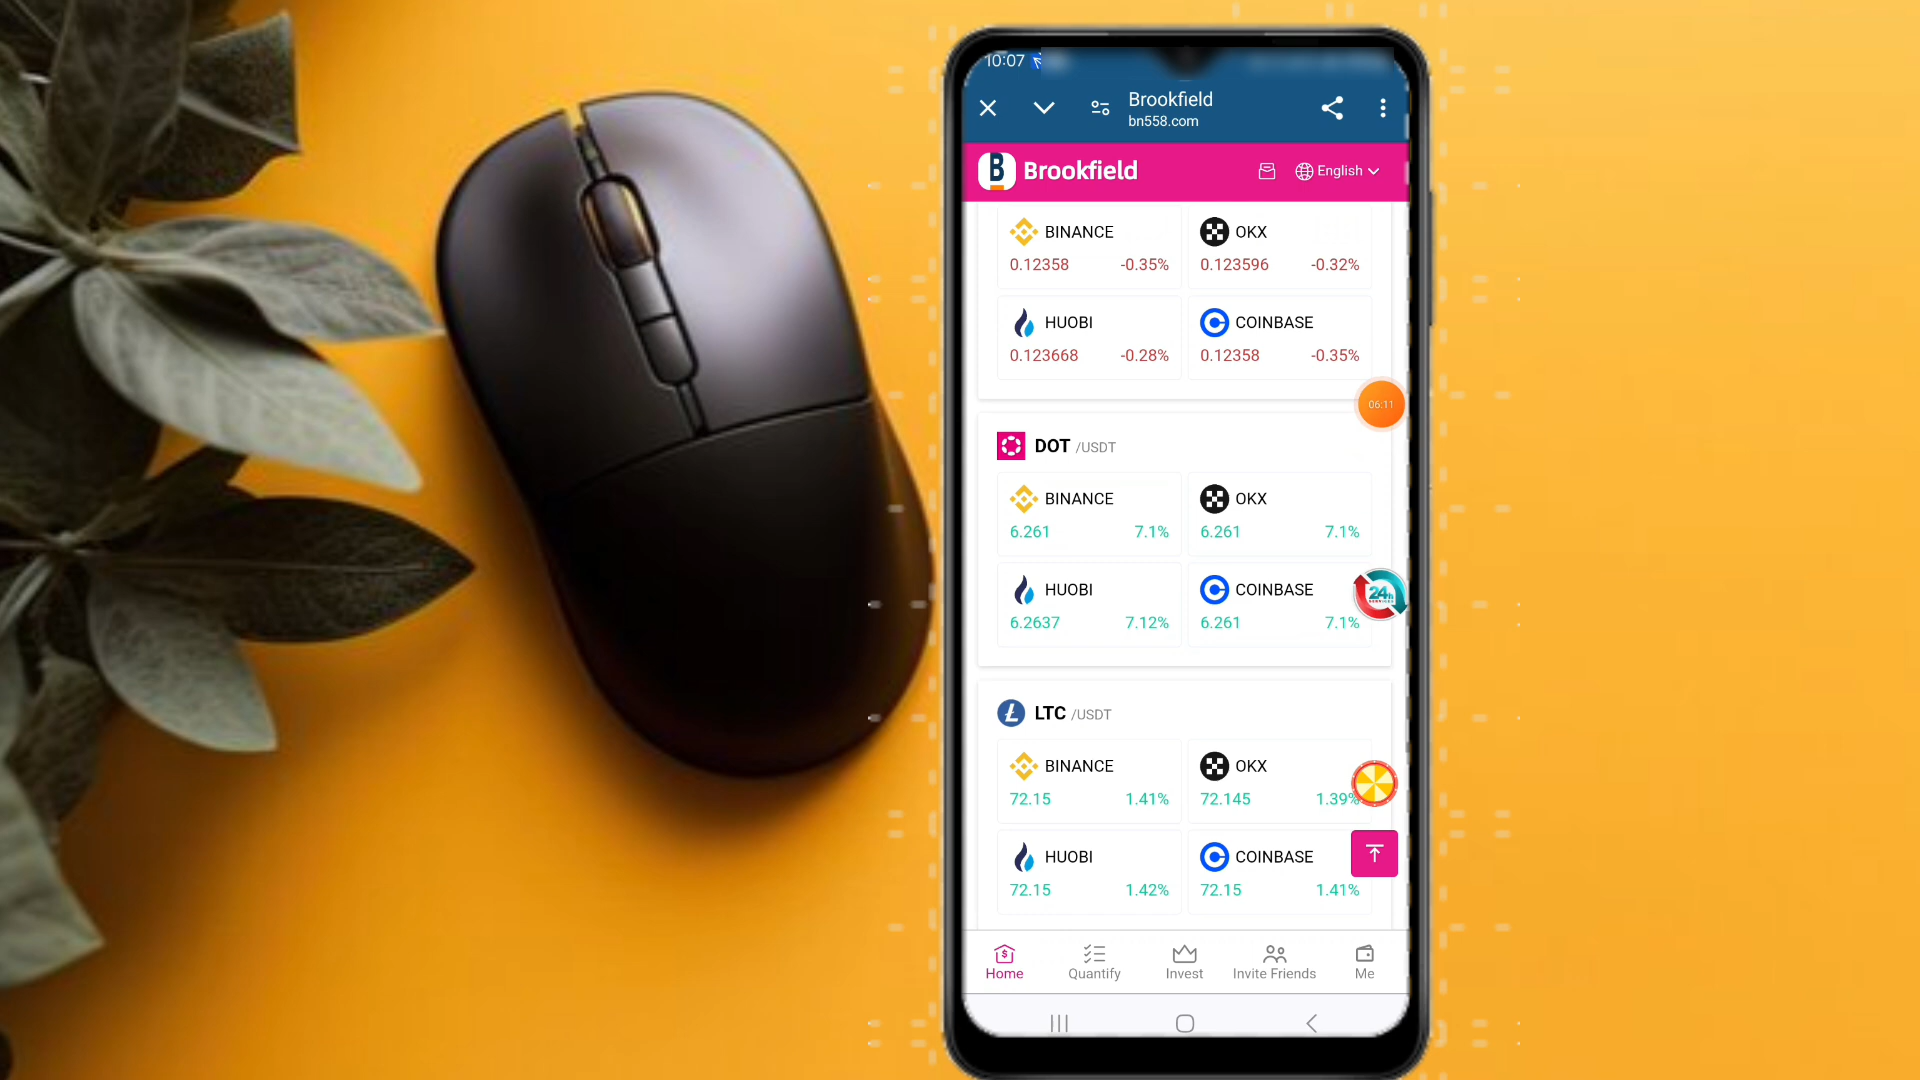 10:07
Brookfield
bn558.com
B Brookfield
English
BINANCE
0.12358 -0.35%
OKX
0.123596 -0.32%
HUOBI
0.123668 -0.28%
COINBASE
0.12358 -0.35%
06:11
DOT /USDT
BINANCE
6.261 7.1%
OKX
6.261 7.1%
HUOBI
6.2637 7.12%
COINBASE
6.261 7.1%
24h
SERVICES
LTC /USDT
BINANCE
72.15 1.41%
OKX
72.145 1.39%
HUOBI
72.15 1.42%
COINBASE
72.15 1.41%
Home
Quantify
Invest
Invite Friends
Me